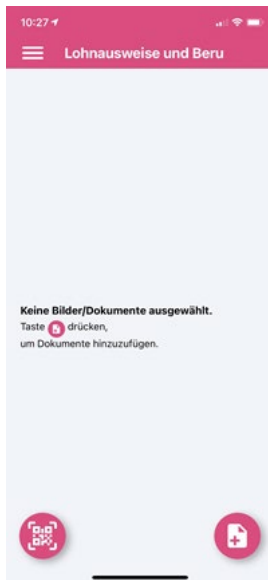 10:27
Lohnausweise und Beru
Keine Bilder/Dokumente ausgewählt.
Taste drücken,
um Dokumente hinzuzufügen.